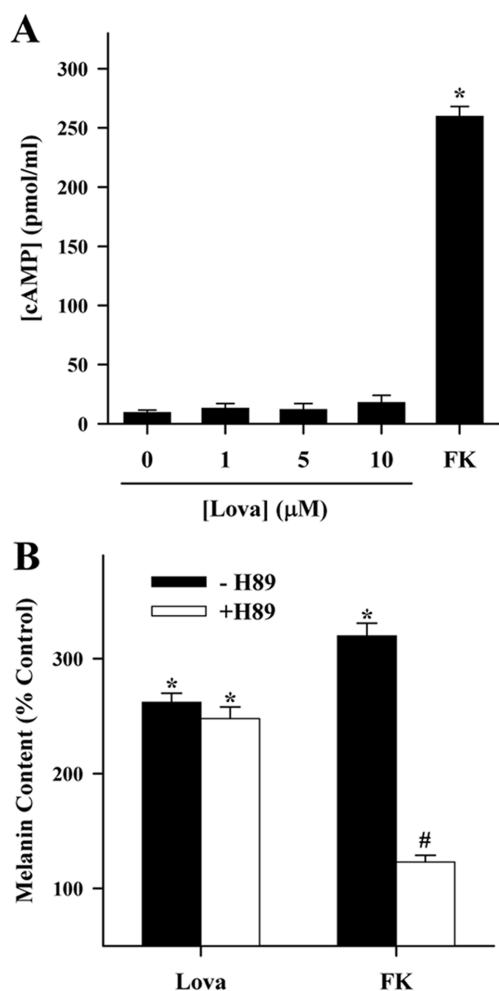 A
[cAMP] (pmol/ml)
300
250
200
150
100
50
0
*
0 1 5 10 FK
[Lova] (µM)
B
Melanin Content (% Control)
- H89
+H89
300
200
100
* * * #
Lova FK